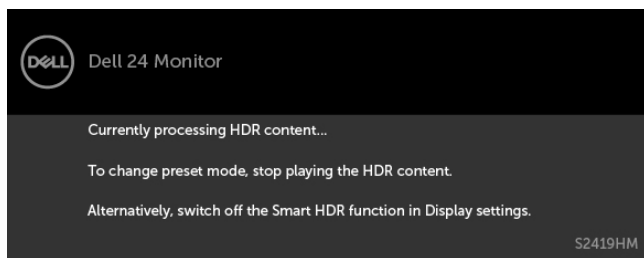 DELL Dell 24 Monitor
Currently processing HDR content...
To change preset mode, stop playing the HDR content.
Alternatively, switch off the Smart HDR function in Display settings.
S2419HM